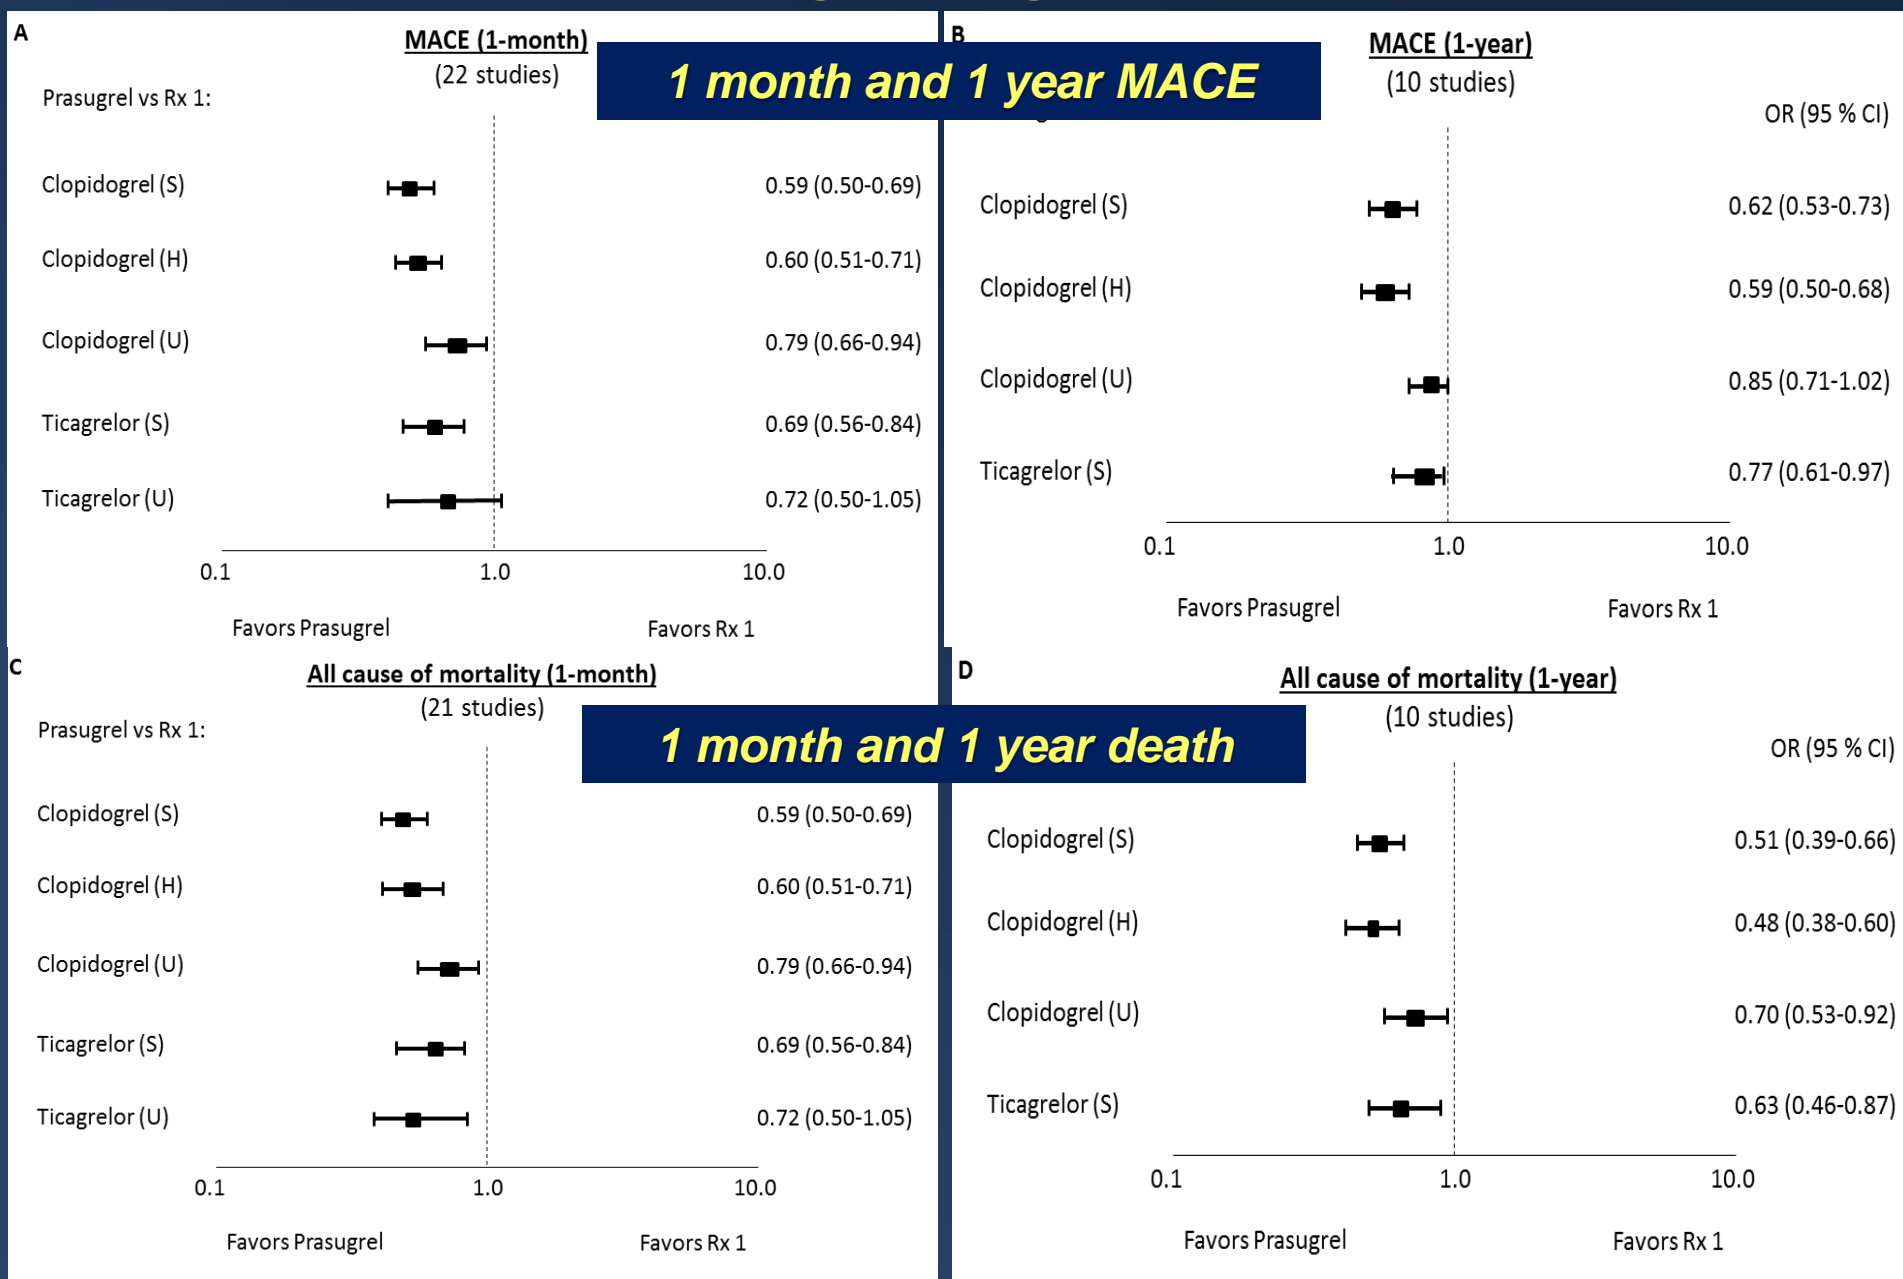 A
MACE (1-month)
(22 studies)
Prasugrel vs Rx 1:
Clopidogrel (S) 0.59 (0.50-0.69)
Clopidogrel (H) 0.60 (0.51-0.71)
Clopidogrel (U) 0.79 (0.66-0.94)
Ticagrelor (S) 0.69 (0.56-0.84)
Ticagrelor (U) 0.72 (0.50-1.05)
0.1 1.0 10.0
Favors Prasugrel Favors Rx 1
1 month and 1 year MACE
B
MACE (1-year)
(10 studies)
OR (95 % CI)
Clopidogrel (S) 0.62 (0.53-0.73)
Clopidogrel (H) 0.59 (0.50-0.68)
Clopidogrel (U) 0.85 (0.71-1.02)
Ticagrelor (S) 0.77 (0.61-0.97)
0.1 1.0 10.0
Favors Prasugrel Favors Rx 1
C
All cause of mortality (1-month)
(21 studies)
Prasugrel vs Rx 1:
Clopidogrel (S) 0.59 (0.50-0.69)
Clopidogrel (H) 0.60 (0.51-0.71)
Clopidogrel (U) 0.79 (0.66-0.94)
Ticagrelor (S) 0.69 (0.56-0.84)
Ticagrelor (U) 0.72 (0.50-1.05)
0.1 1.0 10.0
Favors Prasugrel Favors Rx 1
1 month and 1 year death
D
All cause of mortality (1-year)
(10 studies)
OR (95 % CI)
Clopidogrel (S) 0.51 (0.39-0.66)
Clopidogrel (H) 0.48 (0.38-0.60)
Clopidogrel (U) 0.70 (0.53-0.92)
Ticagrelor (S) 0.63 (0.46-0.87)
0.1 1.0 10.0
Favors Prasugrel Favors Rx 1